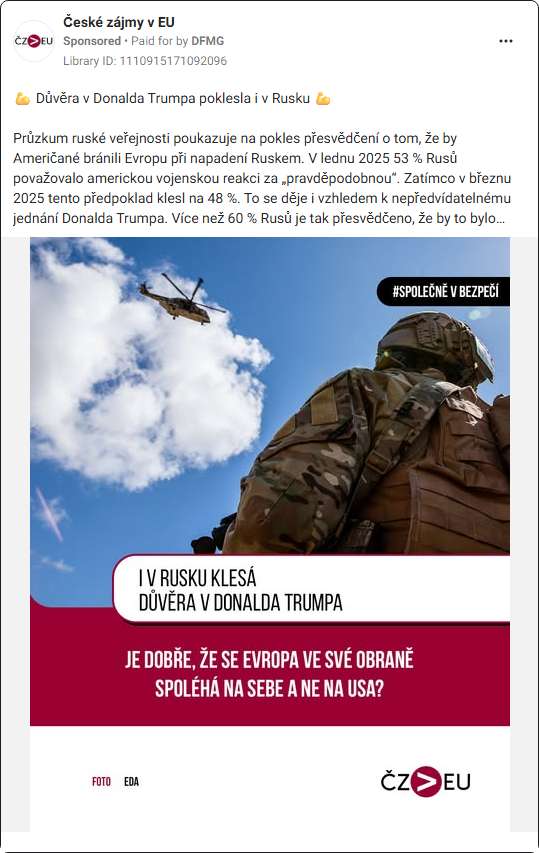 České zájmy v EU
Sponsored • Paid for by DFMG
Library ID: 1110915171092096
💪 Důvěra v Donalda Trumpa poklesla i v Rusku 💪
Průzkum ruské veřejnosti poukazuje na pokles přesvědčení o tom, že by
Američané bránili Evropu při napadení Ruskem. V lednu 2025 53 % Rusů
považovalo americkou vojenskou reakci za „pravděpodobnou“. Zatímco v březnu
2025 tento předpoklad klesl na 48 %. To se děje i vzhledem k nepředvídatelnému
jednání Donalda Trumpa. Více než 60 % Rusů je tak přesvědčeno, že by to bylo...
#SPOLEČNĚ V BEZPEČÍ
I V RUSKU KLESÁ
DŮVĚRA V DONALDA TRUMPA
JE DOBŘE, ŽE SE EVROPA VE SVÉ OBRANĚ
SPOLÉHÁ NA SEBE A NE NA USA?
FOTO EDA
ČZ>EU